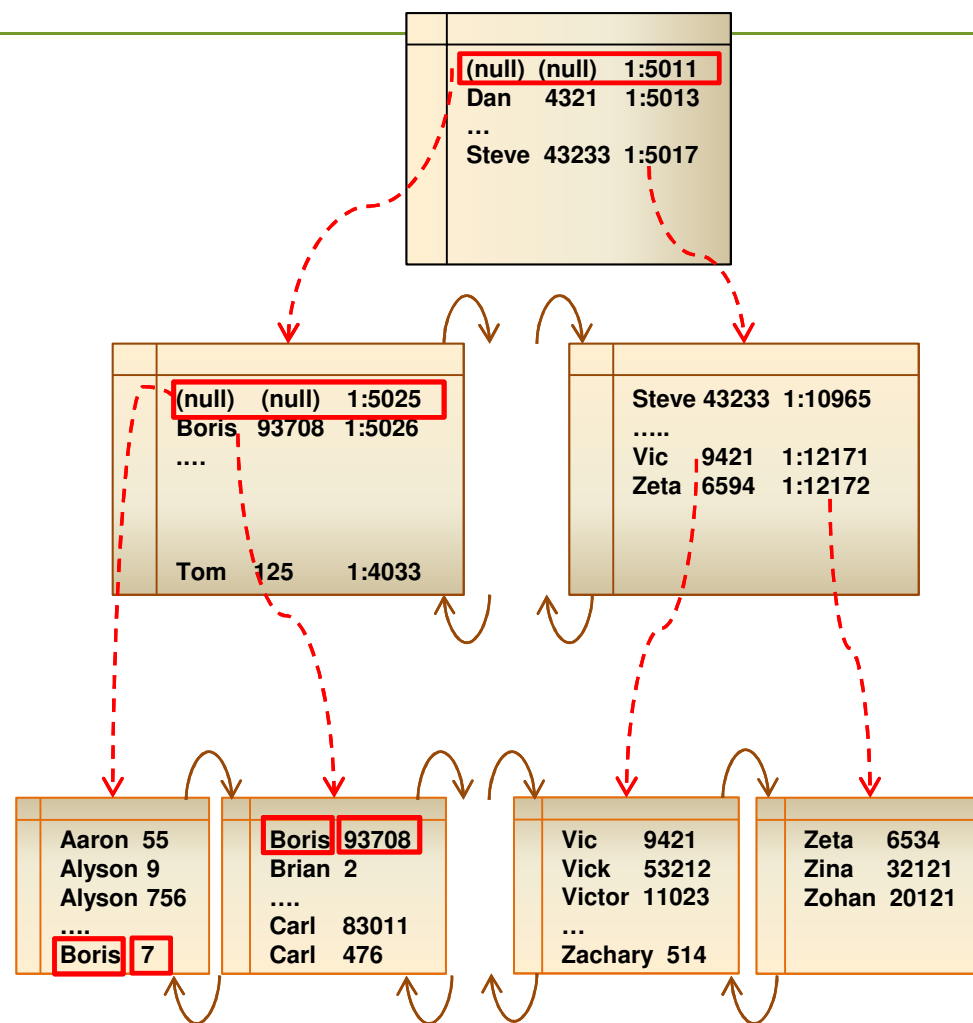 (null) (null) 1:5011
Dan 4321 1:5013
…
Steve 43233 1:5017
(null) (null) 1:5025
Boris 93708 1:5026
....
Tom 125 1:4033
Steve 43233 1:10965
.....
Vic 9421 1:12171
Zeta 6594 1:12172
Aaron 55
Alyson 9
Alyson 756
....
Boris 7
Boris 93708
Brian 2
....
Carl 83011
Carl 476
Vic 9421
Vick 53212
Victor 11023
…
Zachary 514
Zeta 6534
Zina 32121
Zohan 20121